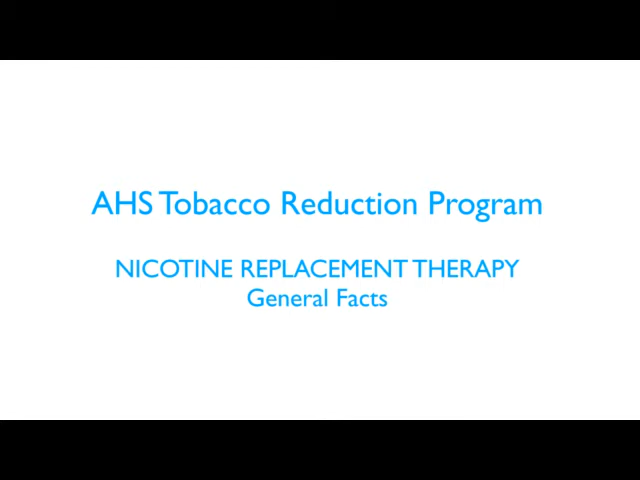 AHS Tobacco Reduction Program
NICOTINE REPLACEMENT THERAPY
General Facts